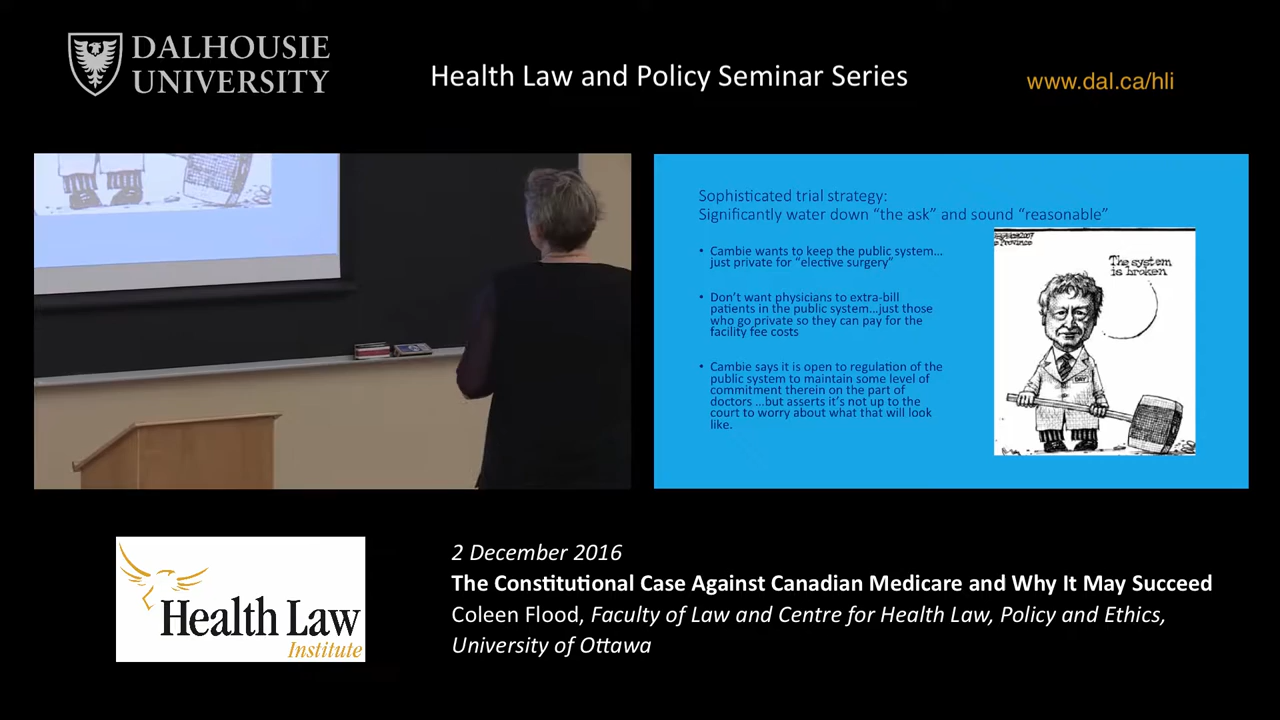 DALHOUSIE
UNIVERSITY
Health Law and Policy Seminar Series
www.dal.ca/hli
Sophisticated trial strategy:
Significantly water down “the ask” and sound “reasonable”
• Cambie wants to keep the public system…
just private for “elective surgery”
• Don’t want physicians to extra-bill
patients in the public system…just those
who go private so they can pay for the
facility fee costs
• Cambie says it is open to regulation of the
public system to maintain some level of
commitment therein on the part of
doctors …but asserts it’s not up to the
court to worry about what that will look
like.
The system
is broken.
DAY
Health Law
Institute
2 December 2016
The Constitutional Case Against Canadian Medicare and Why It May Succeed
Coleen Flood, Faculty of Law and Centre for Health Law, Policy and Ethics,
University of Ottawa